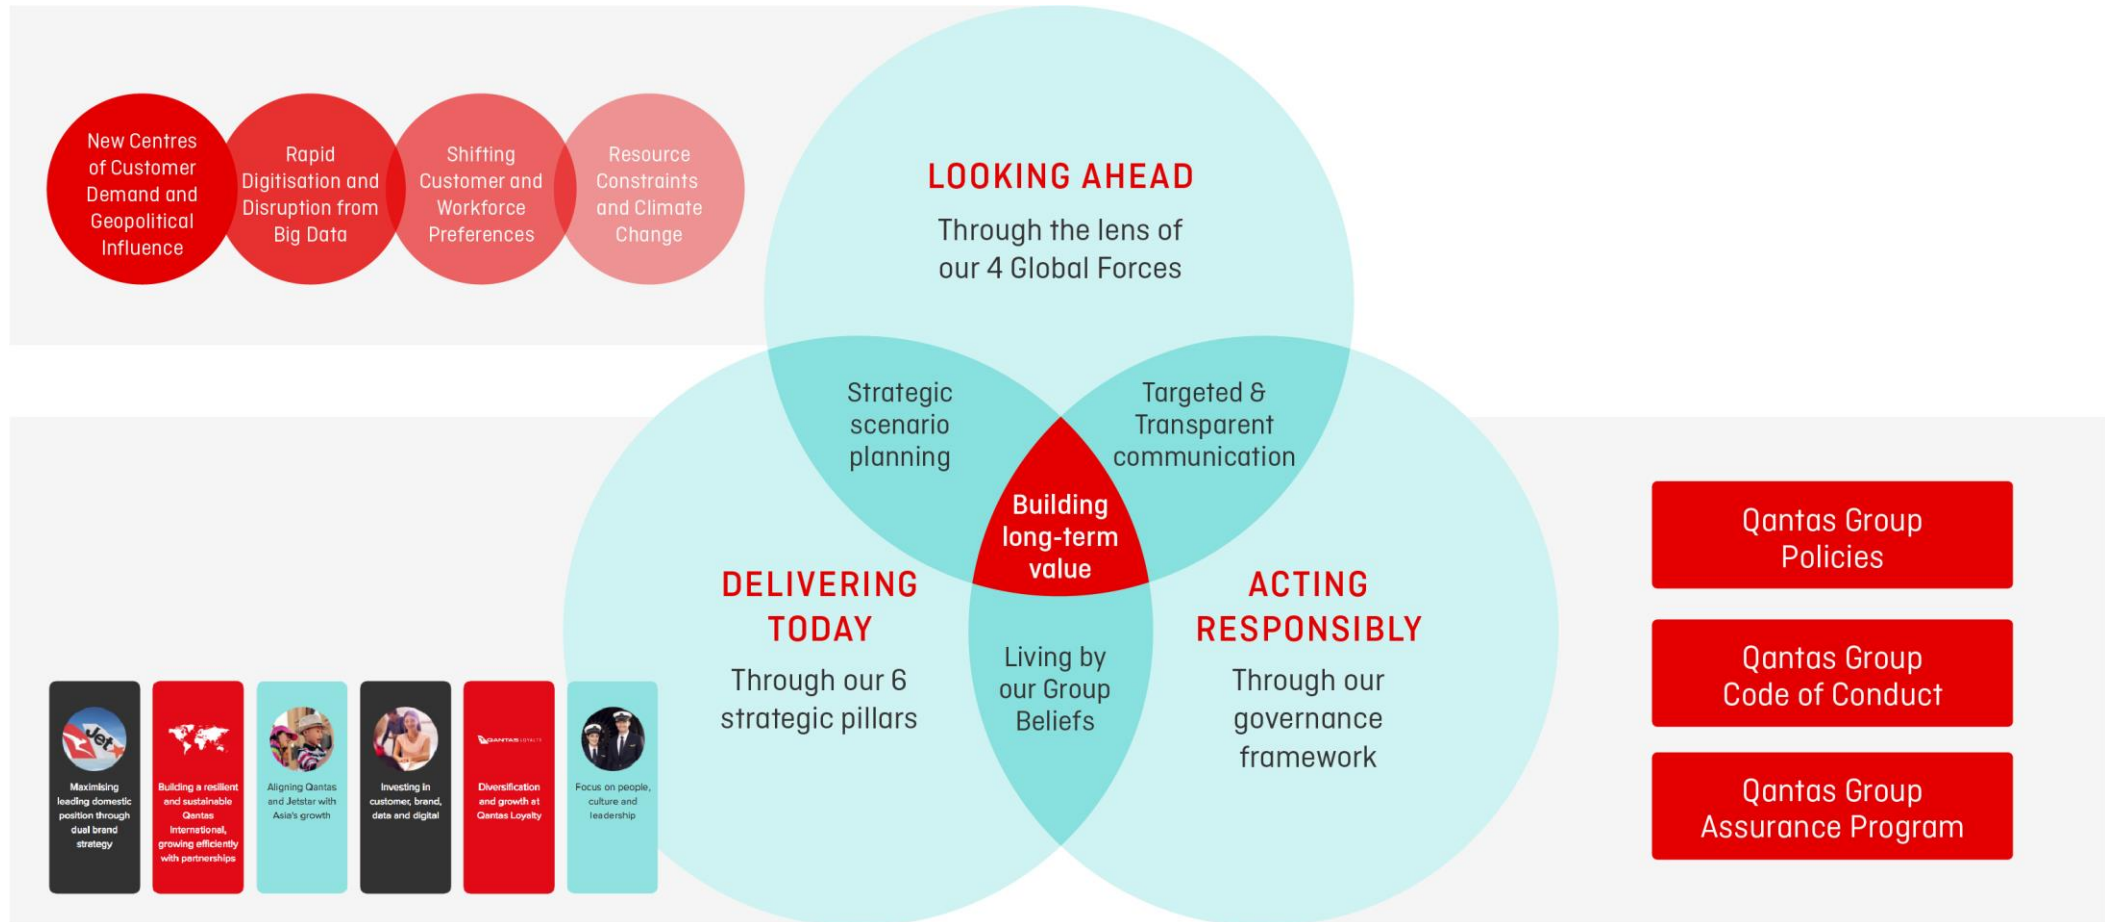 New Centres
of Customer
Demand and
Geopolitical
Influence
Rapid
Digitisation and
Disruption from
Big Data
Shifting
Customer and
Workforce
Preferences
Resource
Constraints
and Climate
Change
LOOKING AHEAD
Through the lens of
our 4 Global Forces
Strategic
scenario
planning
Targeted &
Transparent
communication
Building
long-term
value
DELIVERING
TODAY
Through our 6
strategic pillars
Living by
our Group
Beliefs
ACTING
RESPONSIBLY
Through our
governance
framework
Qantas Group
Policies
Qantas Group
Code of Conduct
Qantas Group
Assurance Program
Jet
Maximising
leading domestic
position through
dual brand
strategy
Building a resilient
and sustainable
Qantas
International,
growing efficiently
with partnerships
Aligning Qantas
and Jetstar with
Asia's growth
Investing in
customer, brand,
data and digital
QANTAS LOYALTY
Diversification
and growth at
Qantas Loyalty
Focus on people,
culture and
leadership